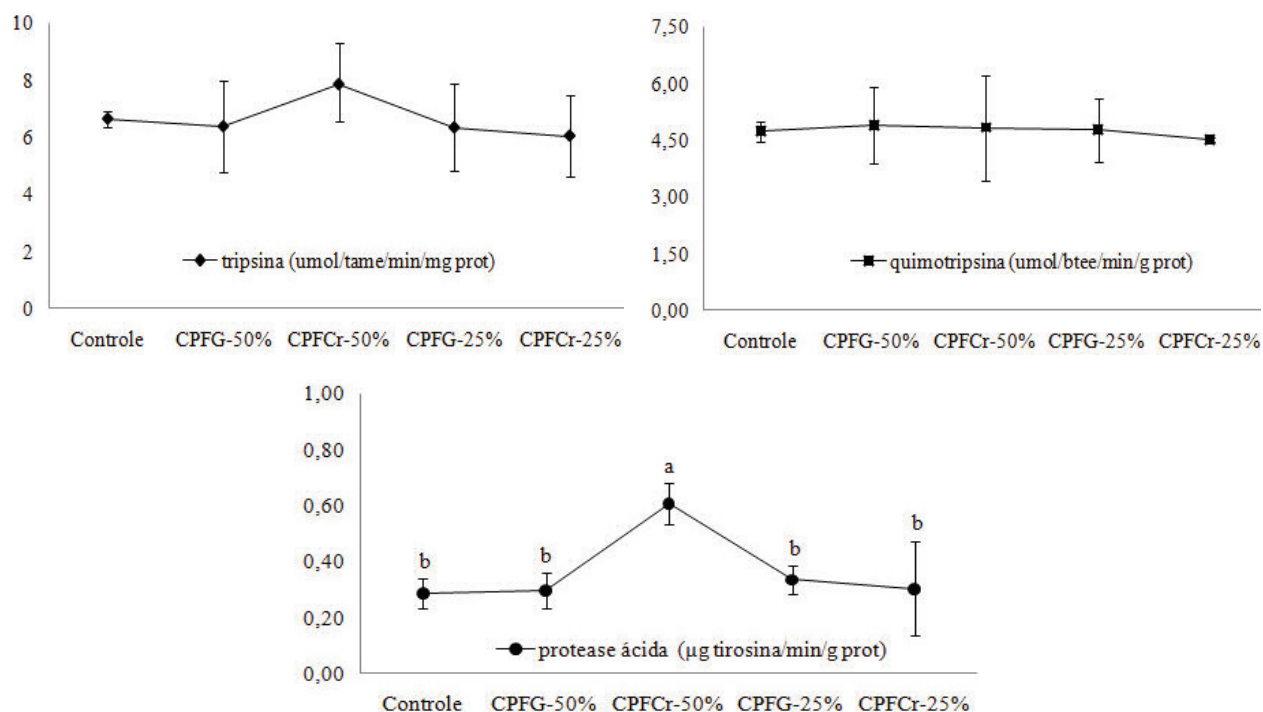 10
8
6
4
2
0
tripsina (umol/tame/min/mg prot)
Controle CPFG-50% CPFCr-50% CPFG-25% CPFCr-25%
7,50
6,00
4,50
3,00
1,50
0,00
quimotripsina (umol/btee/min/g prot)
Controle CPFG-50% CPFCr-50% CPFG-25% CPFCr-25%
1,00
0,80
0,60
0,40
0,20
0,00
b b a b b
protease ácida (µg tirosina/min/g prot)
Controle CPFG-50% CPFCr-50% CPFG-25% CPFCr-25%